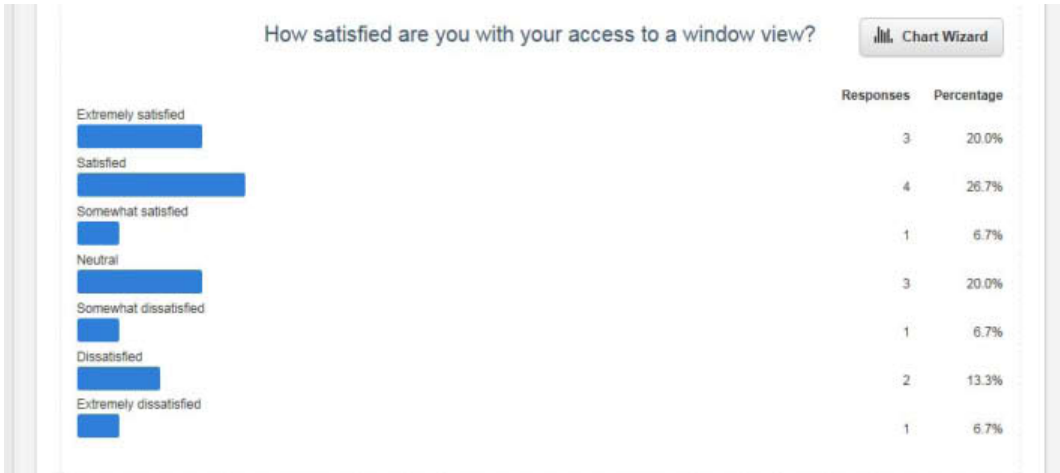 How satisfied are you with your access to a window view?
Chart Wizard
Responses Percentage
Extremely satisfied
3 20.0%
Satisfied
4 26.7%
Somewhat satisfied
1 6.7%
Neutral
3 20.0%
Somewhat dissatisfied
1 6.7%
Dissatisfied
2 13.3%
Extremely dissatisfied
1 6.7%